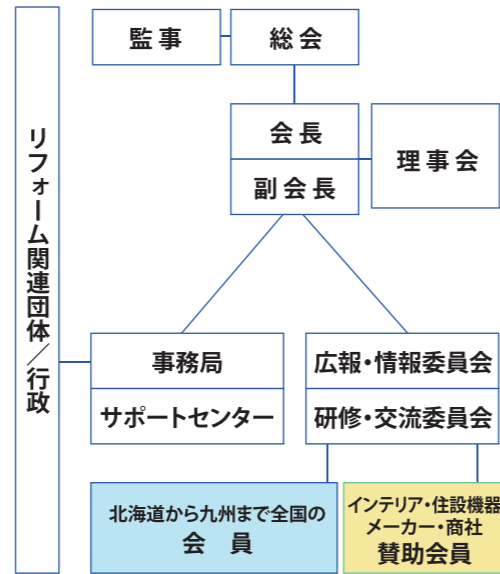 監事
総会
会長
副会長
理事会
リフォーム関連団体／行政
事務局
サポートセンター
広報・情報委員会
研修・交流委員会
北海道から九州まで全国の
会員
インテリア・住設機器
メーカー・商社
賛助会員